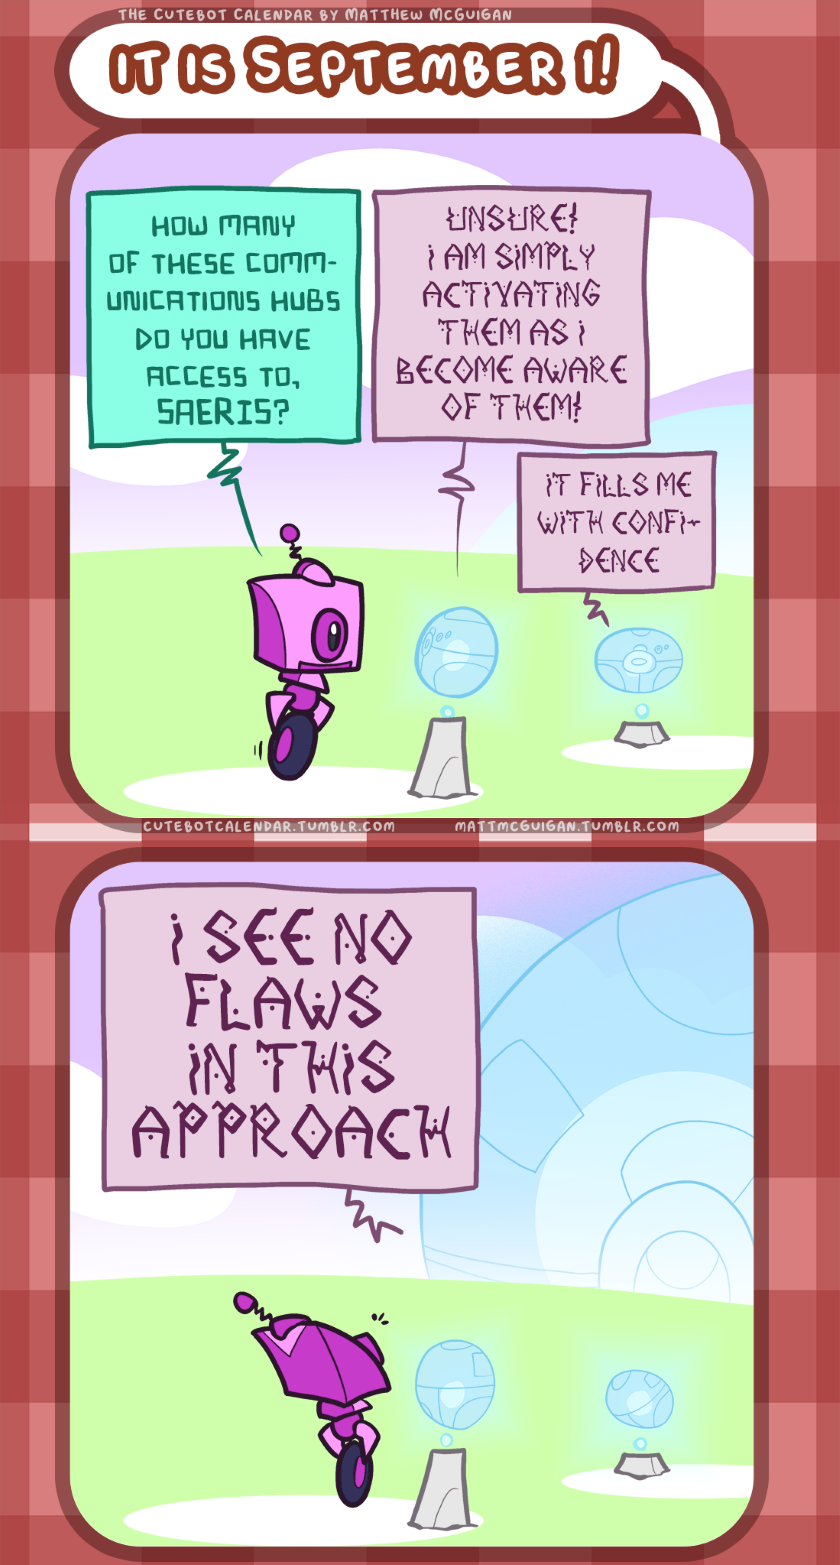 THE CUTEBOT CALENDAR BY MATTHEW MCGUIGAN
IT IS SEPTEMBER 1!
HOW MANY
OF THESE COMM-
UNICATIONS HUBS
DO YOU HAVE
ACCESS TO,
SAERIS?
UNSURE!
I AM SIMPLY
ACTIVATING
THEM AS I
BECOME AWARE
OF THEM!
IT FILLS ME
WITH CONFI-
DENCE
CUTEBOTCALENDAR.TUMBLR.COM
MATTMCGUIGAN.TUMBLR.COM
I SEE NO
FLAWS
IN THIS
APPROACH